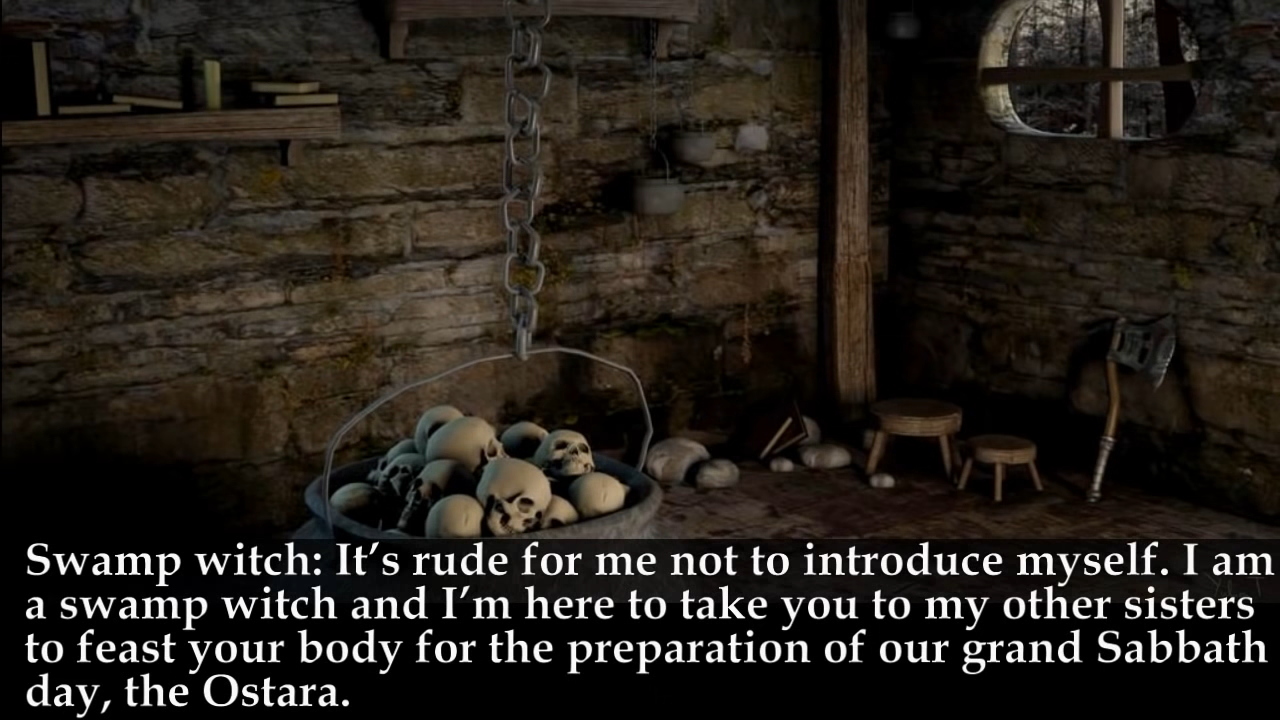 Swamp witch: It’s rude for me not to introduce myself. I am
a swamp witch and I’m here to take you to my other sisters
to feast your body for the preparation of our grand Sabbath
day, the Ostara.